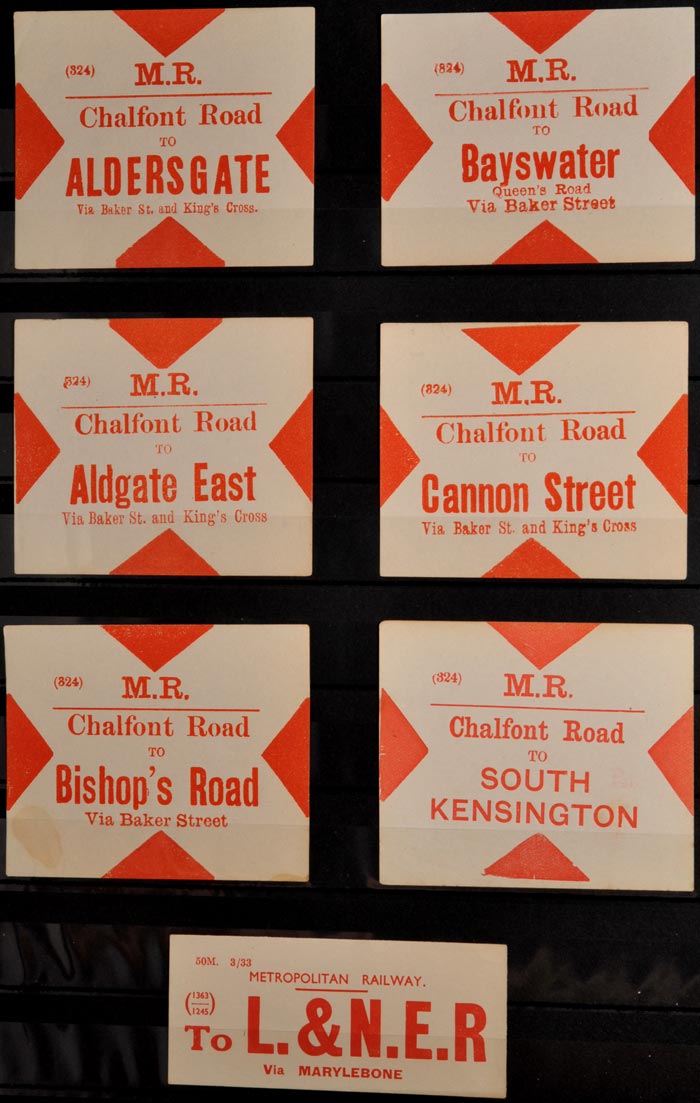 (324)
M.R.
Chalfont Road
TO
ALDERSGATE
Via Baker St. and King's Cross.
(324)
M.R.
Chalfont Road
TO
Bayswater
Queen's Road
Via Baker Street
(324)
M.R.
Chalfont Road
TO
Aldgate East
Via Baker St. and King's Cross
(324)
M.R.
Chalfont Road
TO
Cannon Street
Via Baker St. and King's Cross
(324)
M.R.
Chalfont Road
TO
Bishop's Road
Via Baker Street
(324)
M.R.
Chalfont Road
TO
SOUTH
KENSINGTON
50M. 3/33
METROPOLITAN RAILWAY.
(1363/1245)
To L.&N.E.R
Via MARYLEBONE